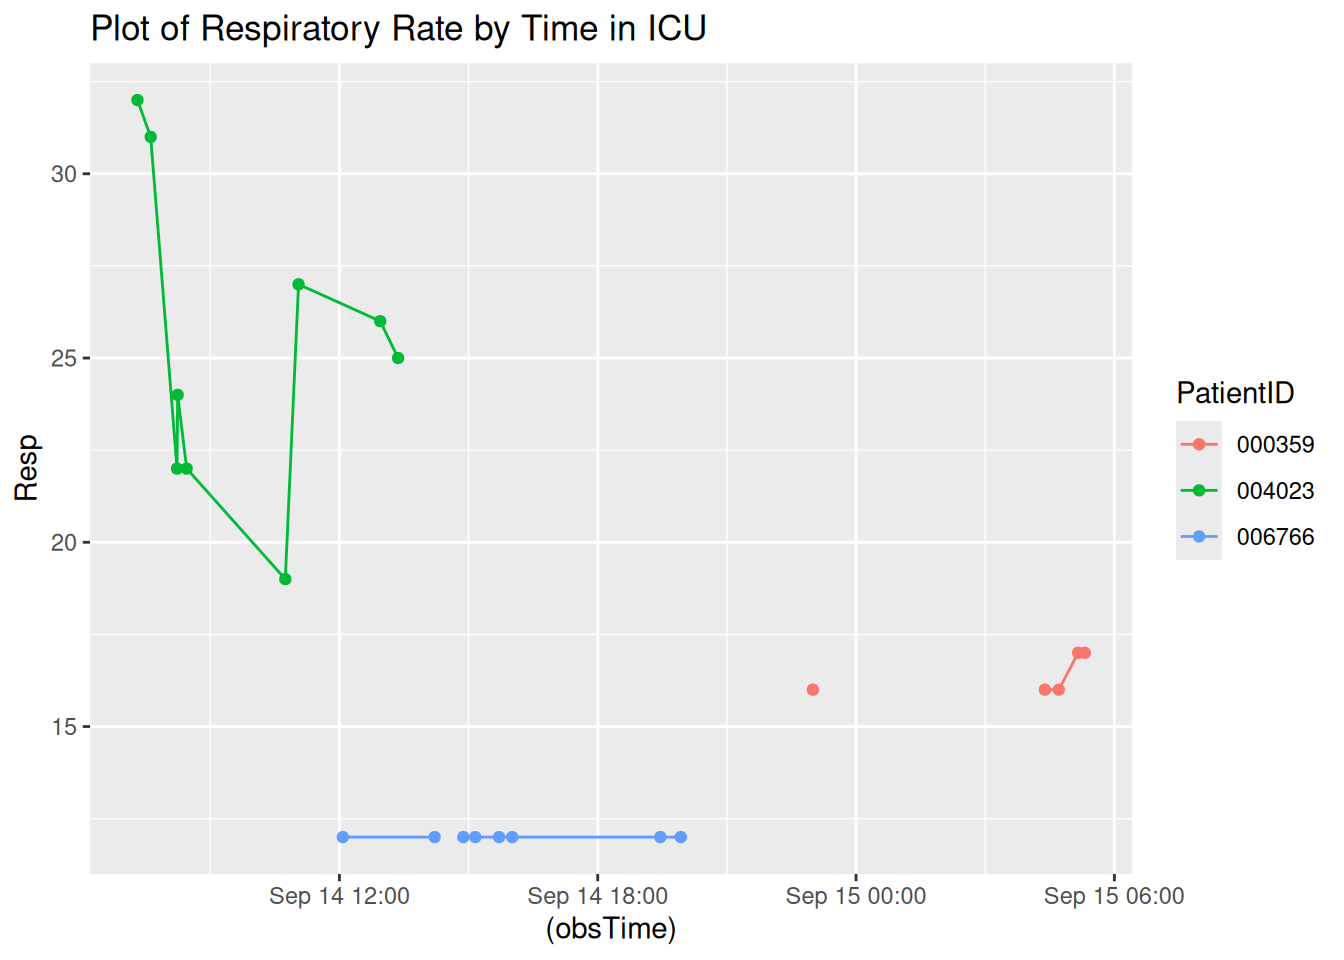 Plot of Respiratory Rate by Time in ICU
Resp
30
25
20
15
Sep 14 12:00
Sep 14 18:00
Sep 15 00:00
Sep 15 06:00
(obsTime)
PatientID
000359
004023
006766